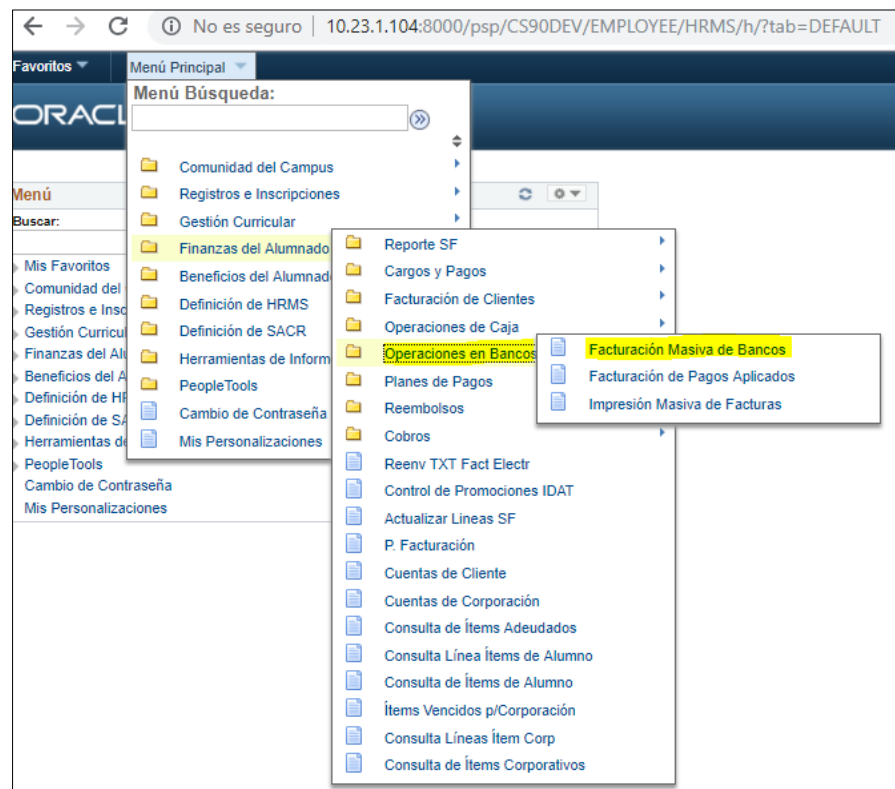 No es seguro | 10.23.1.104:8000/psp/CS90DEV/EMPLOYEE/HRMS/h/?tab=DEFAULT
Favoritos Menú Principal
ORACL
Menú Búsqueda:
Comunidad del Campus
Registros e Inscripciones
Gestión Curricular
Finanzas del Alumnado
Beneficios del Alumnad
Definición de HRMS
Definición de SACR
Herramientas de Inform
PeopleTools
Cambio de Contraseña
Mis Personalizaciones
Menú
Buscar:
Mis Favoritos
Comunidad del
Registros e Insc
Gestión Curricul
Finanzas del Alu
Beneficios del A
Definición de HR
Definición de SA
Herramientas de
PeopleTools
Cambio de Contraseña
Mis Personalizaciones
Reporte SF
Cargos y Pagos
Facturación de Clientes
Operaciones de Caja
Operaciones en Bancos
Planes de Pagos
Reembolsos
Cobros
Reenv TXT Fact Electr
Control de Promociones IDAT
Actualizar Lineas SF
P. Facturación
Cuentas de Cliente
Cuentas de Corporación
Consulta de Ítems Adeudados
Consulta Línea Ítems de Alumno
Consulta de Ítems de Alumno
Ítems Vencidos p/Corporación
Consulta Líneas Ítem Corp
Consulta de Ítems Corporativos
Facturación Masiva de Bancos
Facturación de Pagos Aplicados
Impresión Masiva de Facturas